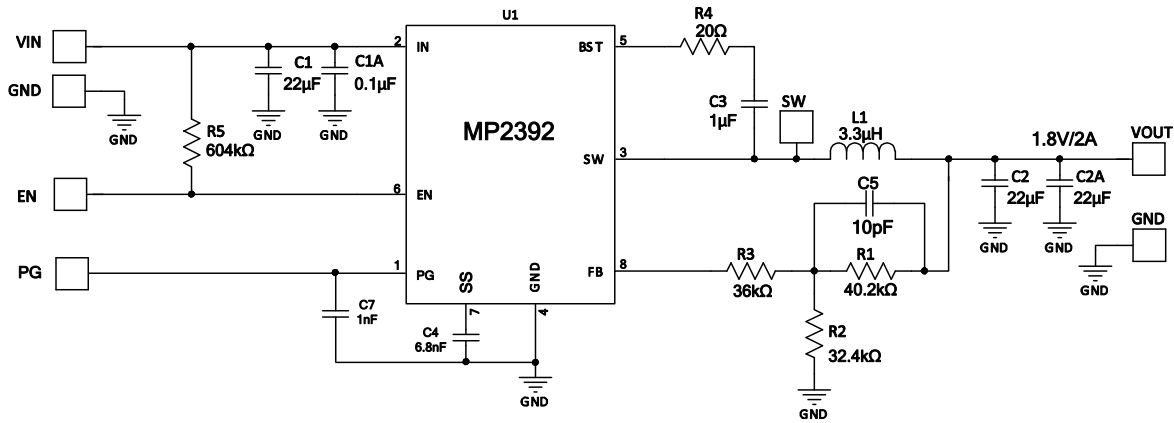 U1
MP2392
VIN
GND
GND
R5
604kΩ
C1
22µF
GND
C1A
0.1µF
GND
2
IN
EN
6
EN
PG
1
PG
C7
1nF
SS
7
C4
6.8nF
GND
4
GND
BST
5
R4
20Ω
C3
1µF
SW
SW
3
L1
3.3µH
1.8V/2A
VOUT
C2
22µF
GND
C2A
22µF
GND
GND
GND
C5
10pF
FB
8
R3
36kΩ
R1
40.2kΩ
R2
32.4kΩ
GND